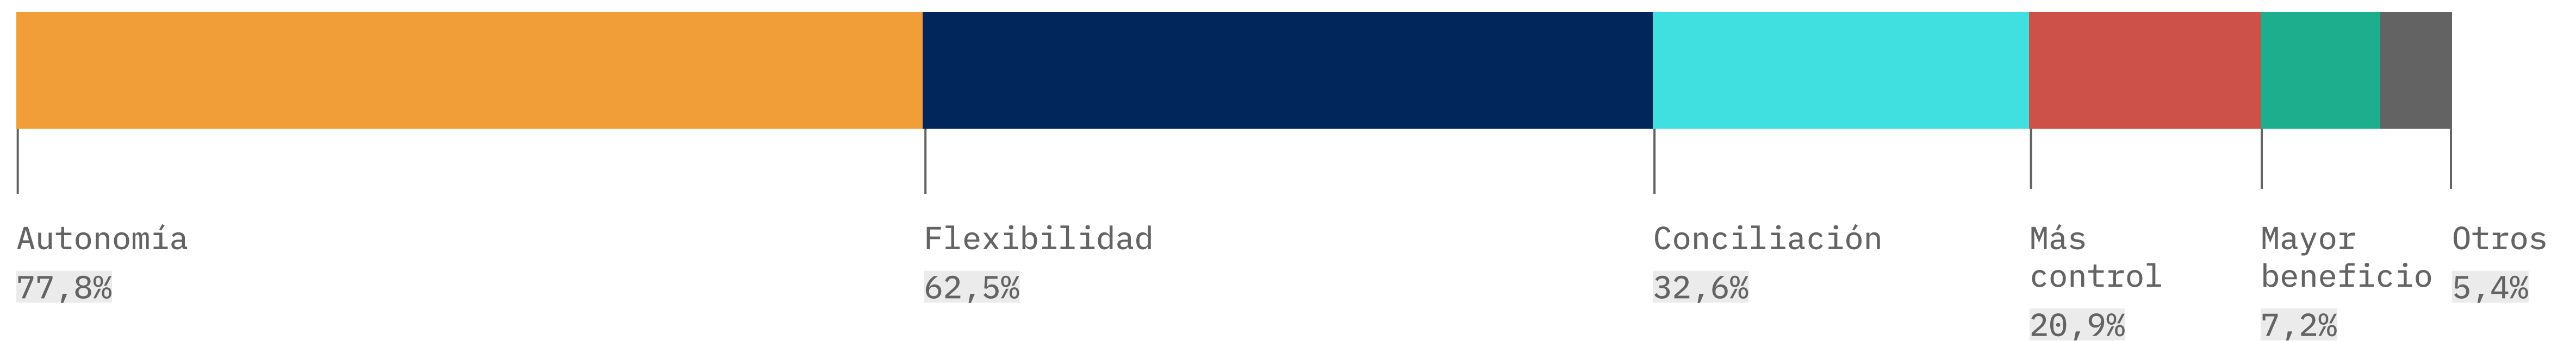 Autonomía
77,8%
Flexibilidad
62,5%
Conciliación
32,6%
Más
control
20,9%
Mayor
beneficio
7,2%
Otros
5,4%